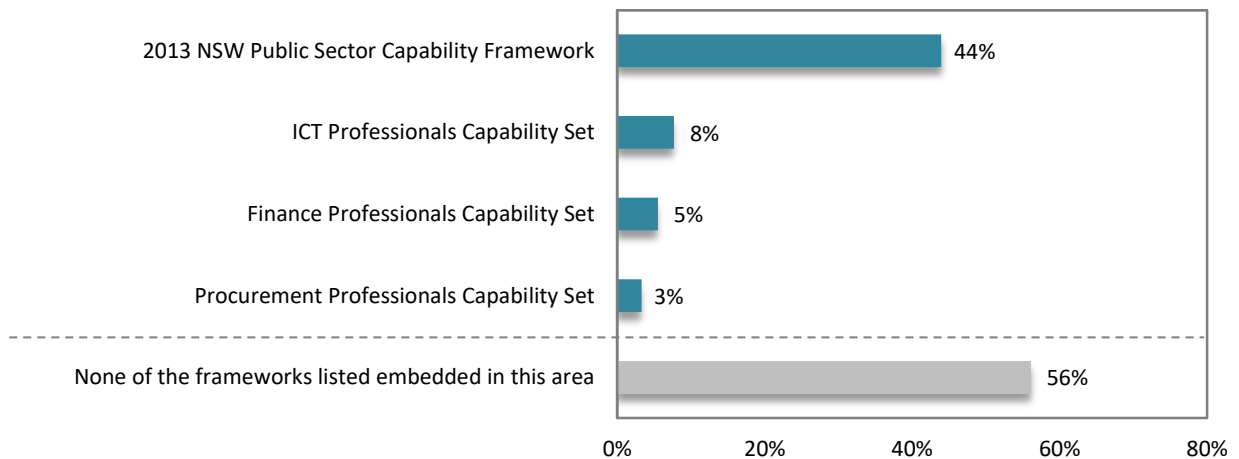 2013 NSW Public Sector Capability Framework
44%
ICT Professionals Capability Set
8%
Finance Professionals Capability Set
5%
Procurement Professionals Capability Set
3%
None of the frameworks listed embedded in this area
56%
0%
20%
40%
60%
80%